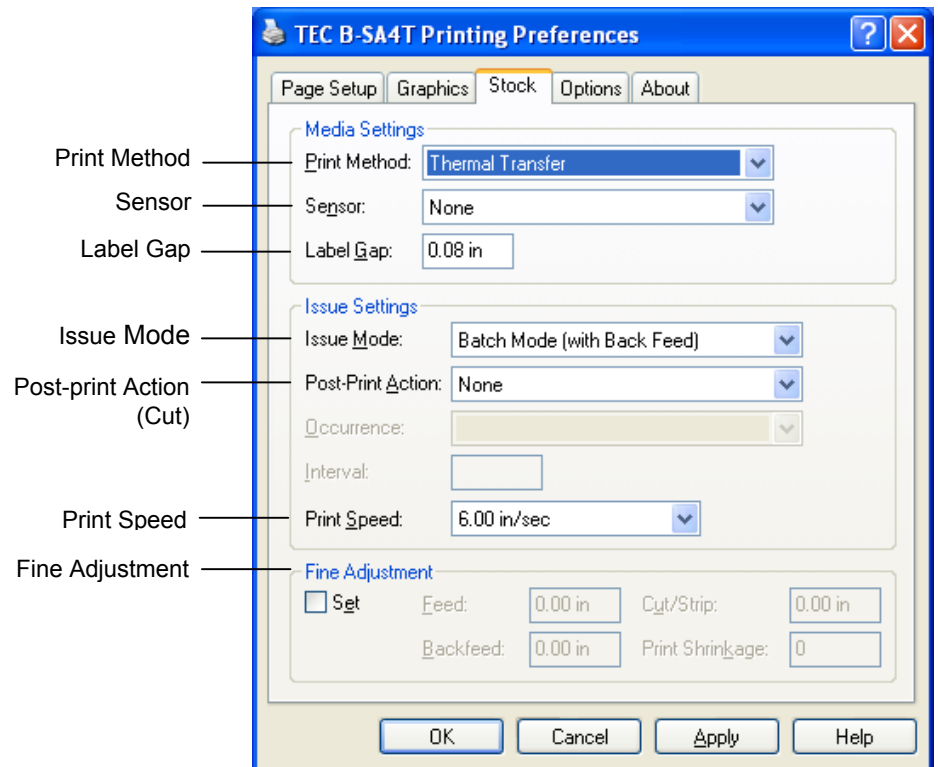 TEC B-SA4T Printing Preferences
Page Setup Graphics Stock Options About
Media Settings
Print Method Print Method: Thermal Transfer
Sensor Sensor: None
Label Gap Label Gap: 0.08 in
Issue Settings
Issue Mode Issue Mode: Batch Mode (with Back Feed)
Post-print Action Post-Print Action: None
(Cut)
Occurrence:
Interval:
Print Speed Print Speed: 6.00 in/sec
Fine Adjustment Fine Adjustment
Set Feed: 0.00 in Cut/Strip: 0.00 in
Backfeed: 0.00 in Print Shrinkage: 0
OK Cancel Apply Help